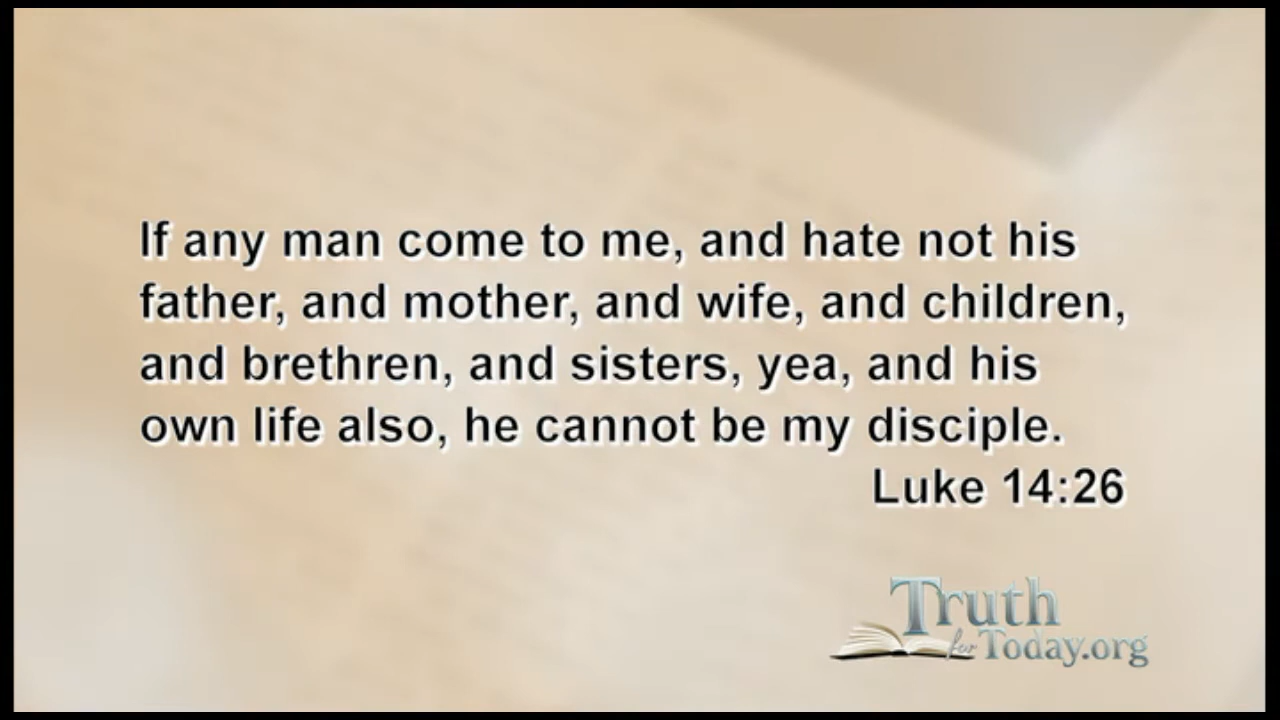 If any man come to me, and hate not his
father, and mother, and wife, and children,
and brethren, and sisters, yea, and his
own life also, he cannot be my disciple.
Luke 14:26
Truth
for Today.org